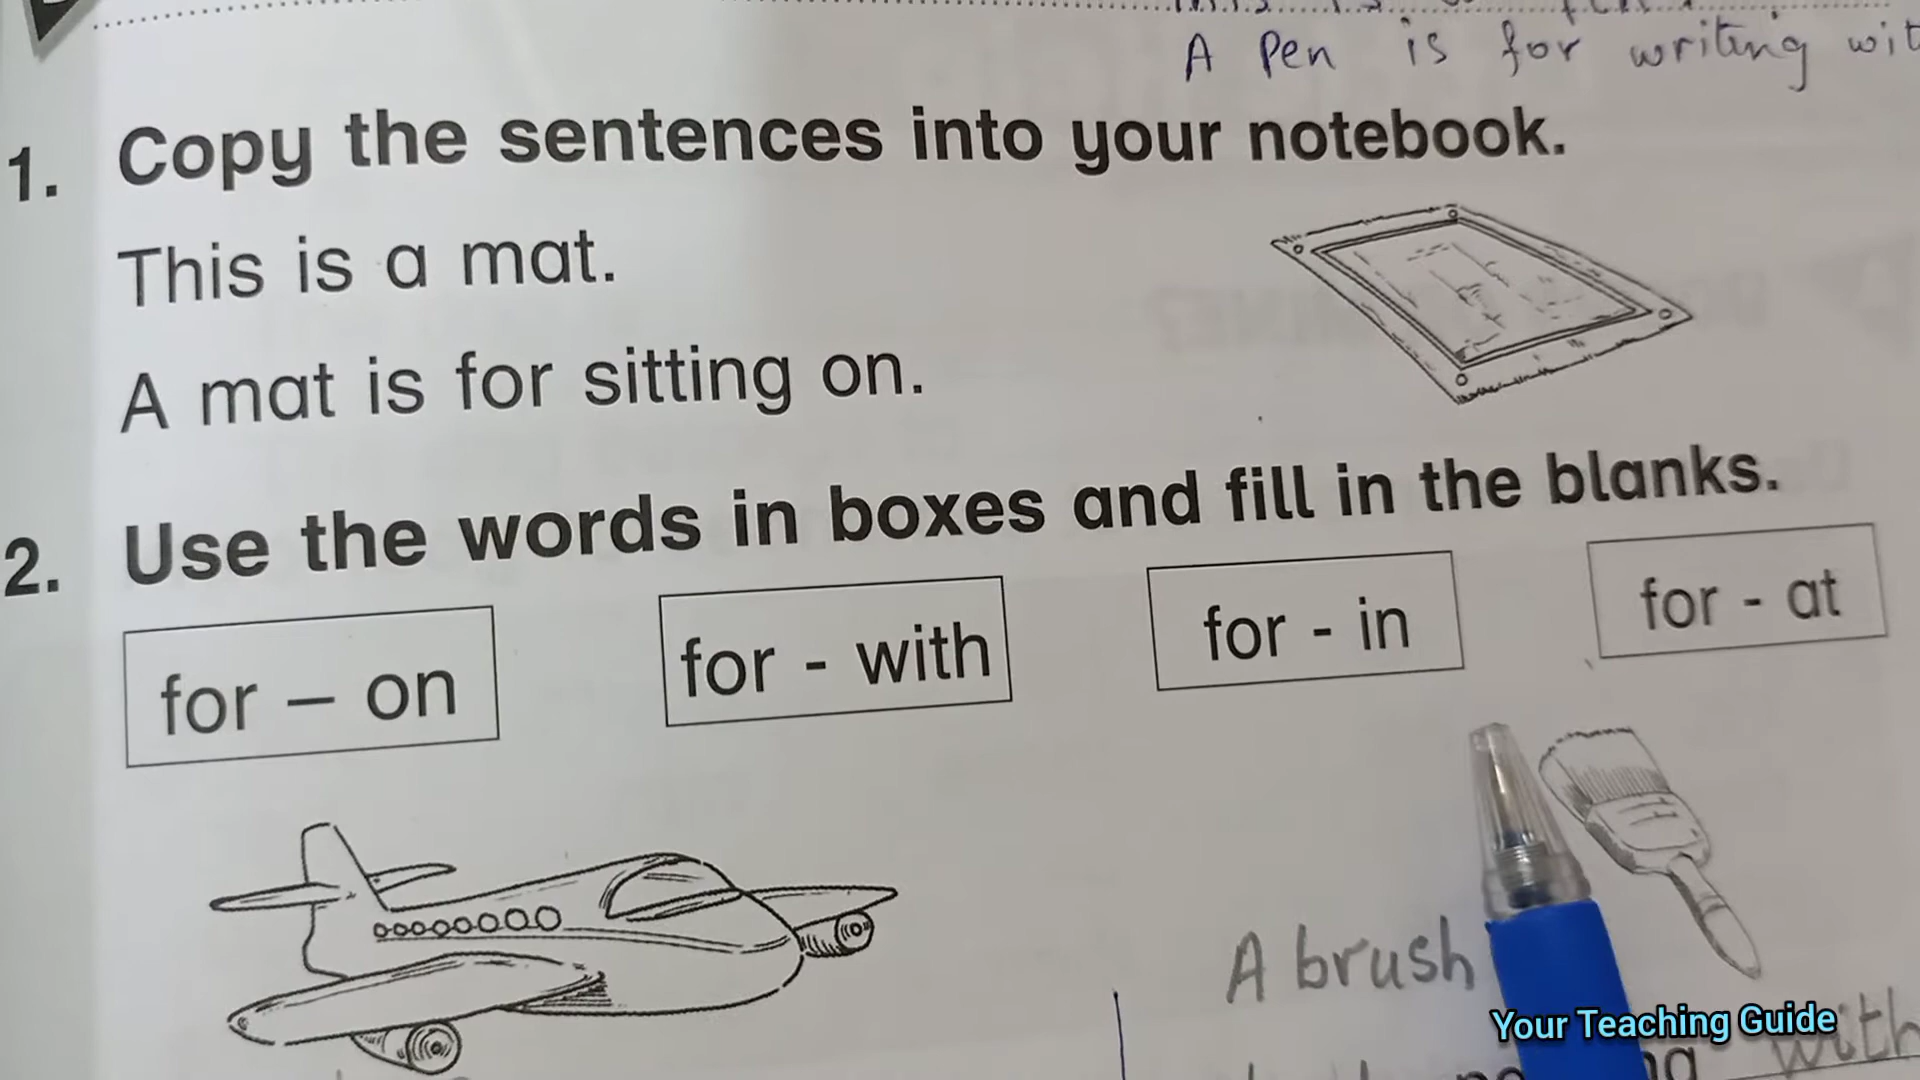 A Pen is for writing wit
1. Copy the sentences into your notebook.
This is a mat.
A mat is for sitting on.
2. Use the words in boxes and fill in the blanks.
for – on
for - with
for - in
for - at
A brush
Your Teaching Guide
with